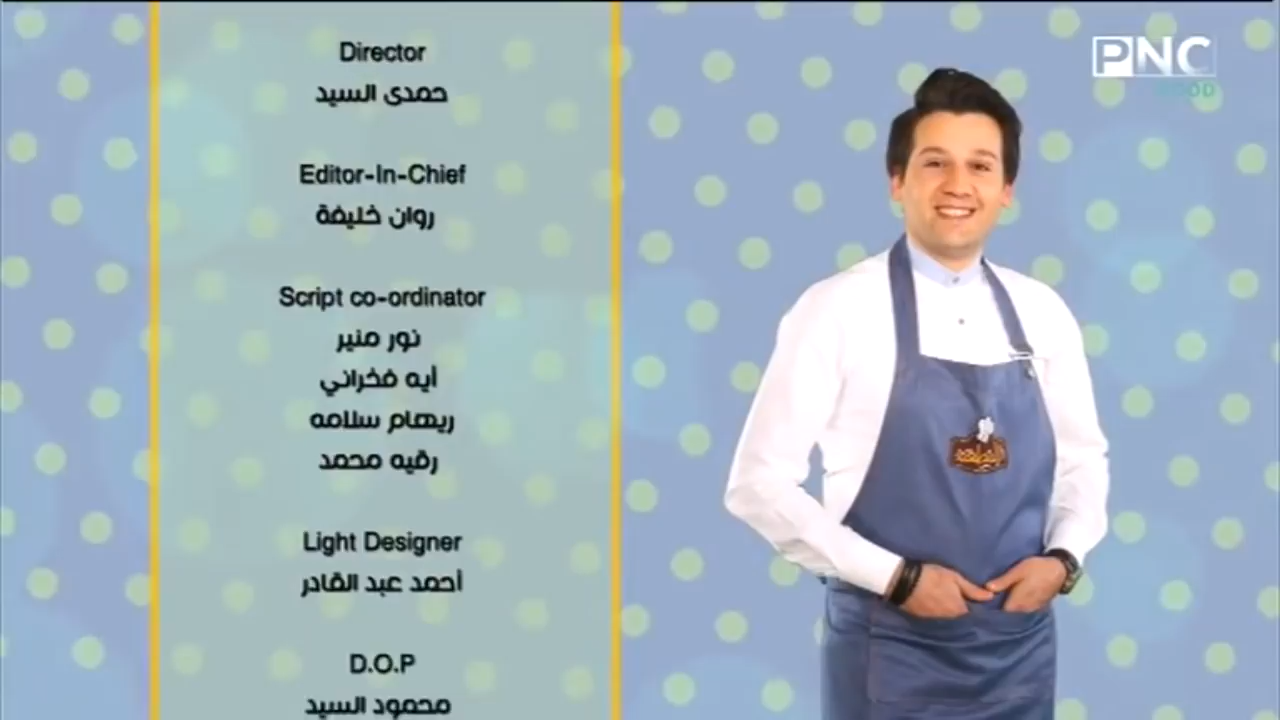 PNC
FOOD
Director
حمدى السيد
Editor-In-Chief
روان خليفة
Script co-ordinator
نور منير
أيه فخراني
ريهام سلامه
رقيه محمد
Light Designer
أحمد عبد القادر
D.O.P
محمود السيد